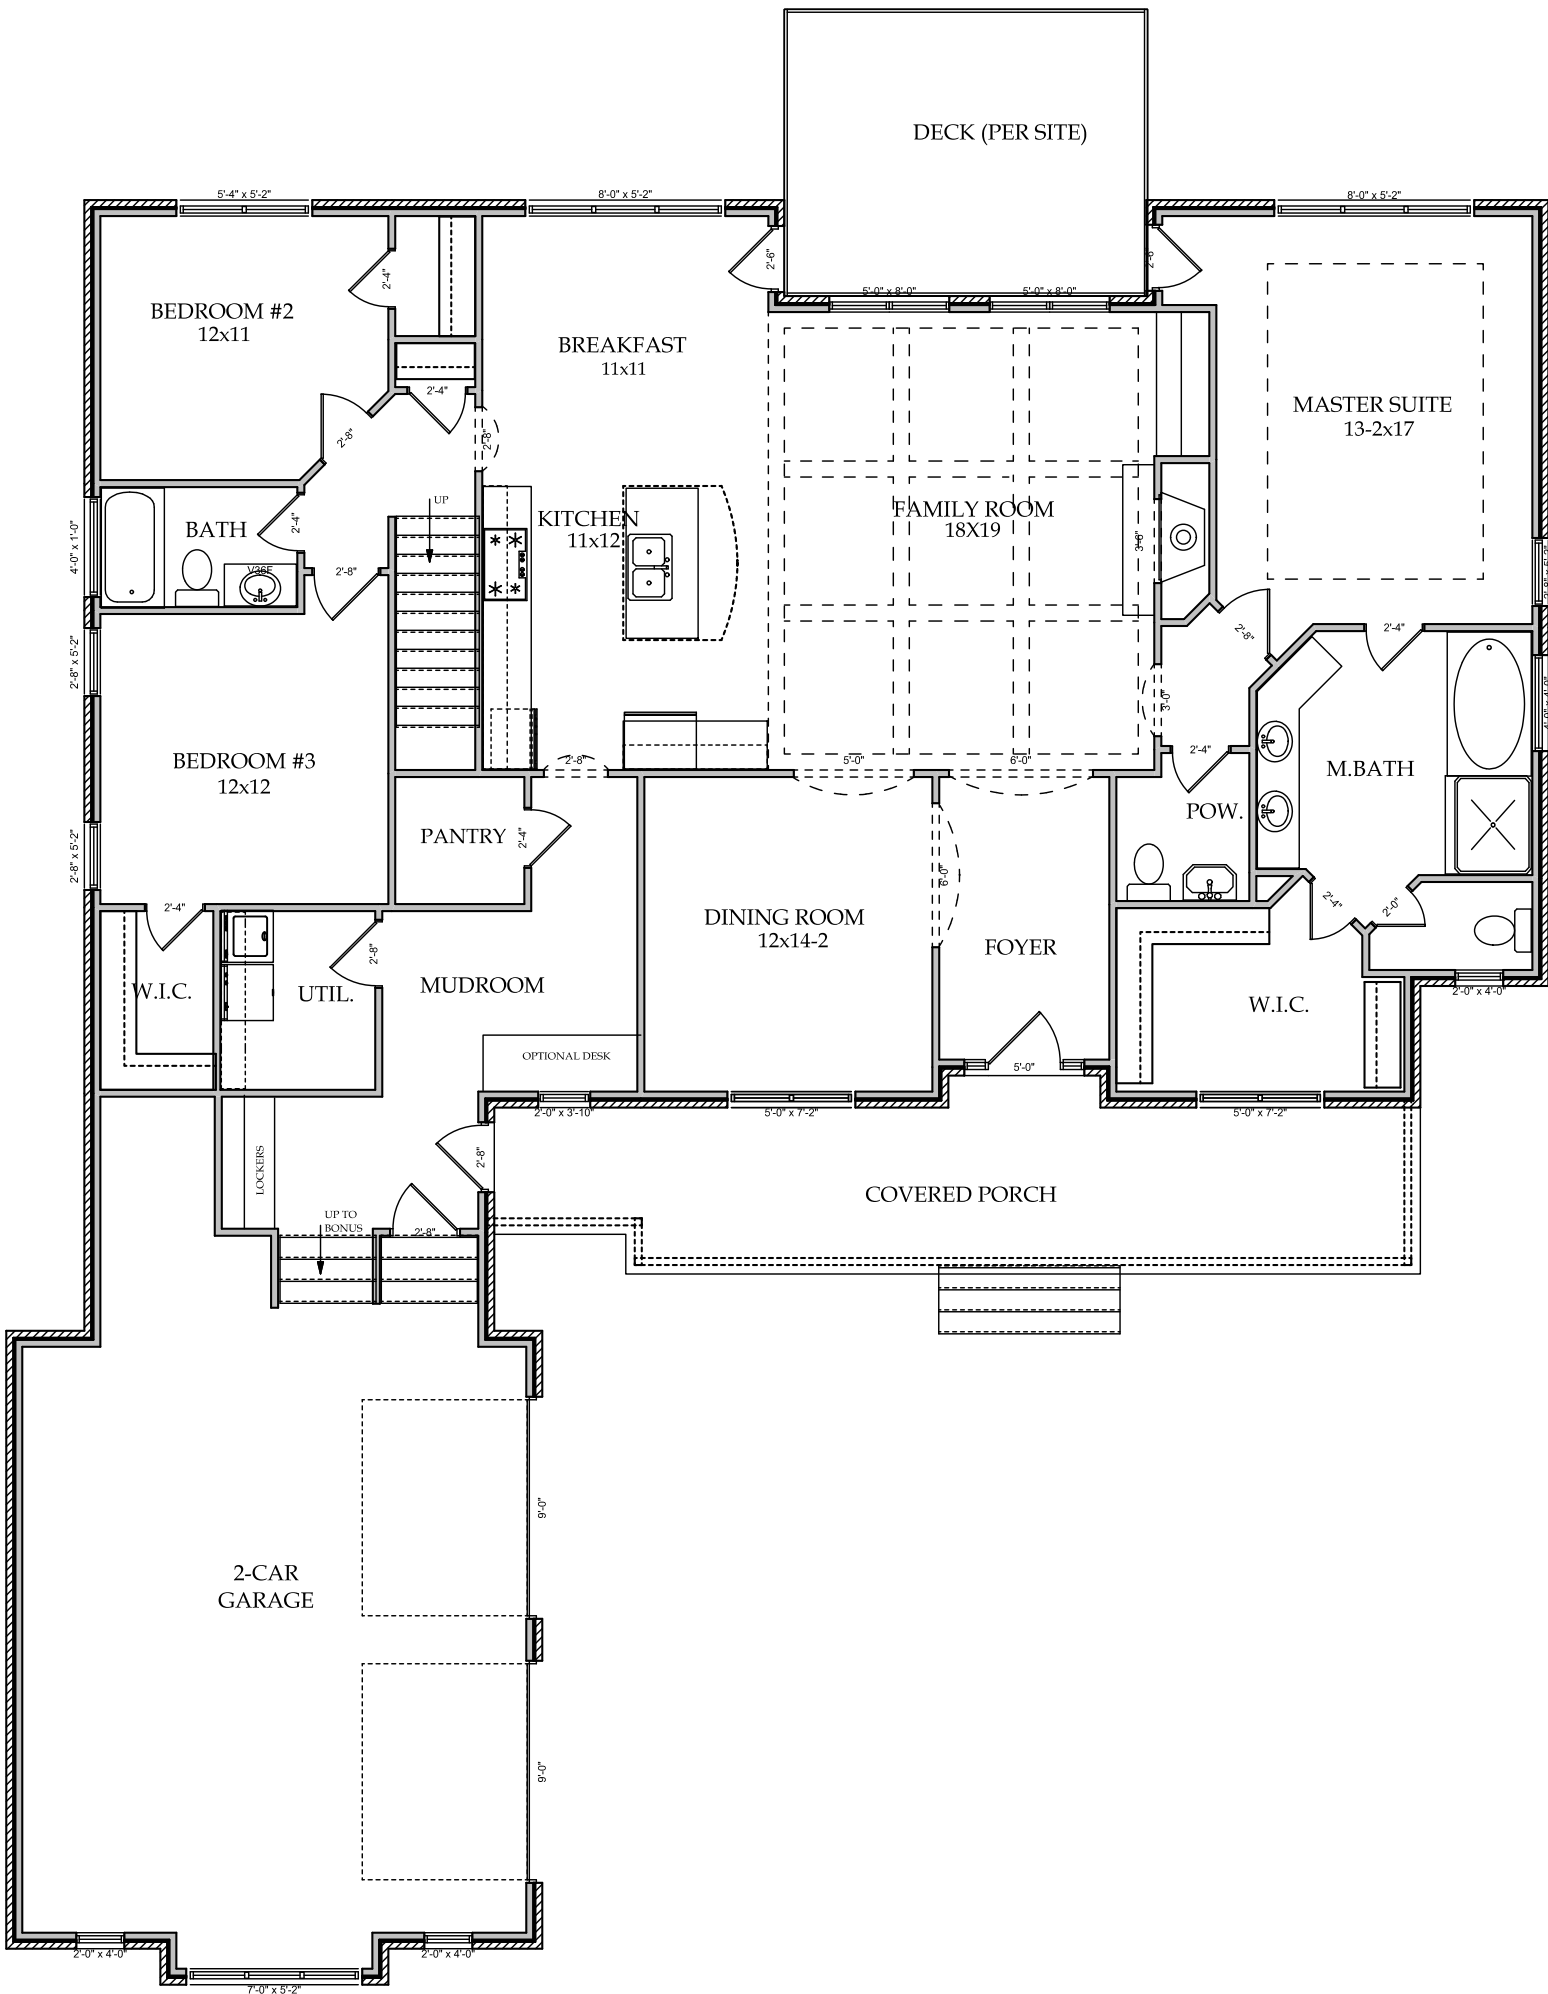 DECK (PER SITE)
5'-4" x 5'-2"
8'-0" x 5'-2"
8'-0" x 5'-2"
2'-6"
2'-4"
5'-0" x 8'-0"
5'-0" x 8'-0"
BEDROOM #2
12x11
BREAKFAST
11x11
2'-4"
MASTER SUITE
13-2x17
2'-8"
2'-8"
UP
KITCHEN
11x12
FAMILY ROOM
18X19
3'-6"
4'-0" x 1'-0"
BATH
2'-4"
V36E
2'-8"
2'-8"
2'-4"
2'-8" x 5'-2"
3'-0"
BEDROOM #3
12x12
2'-8"
5'-0"
6'-0"
2'-4"
M.BATH
POW.
PANTRY
2'-4"
2'-8" x 5'-2"
6'-0"
2'-4"
2'-4"
2'-0"
DINING ROOM
12x14-2
FOYER
2'-8"
W.I.C.
UTIL.
MUDROOM
W.I.C.
2'-0" x 4'-0"
OPTIONAL DESK
5'-0"
2'-0" x 3'-10"
5'-0" x 7'-2"
5'-0" x 7'-2"
LOCKERS
2'-8"
COVERED PORCH
UP TO
BONUS
2'-8"
9'-0"
2-CAR
GARAGE
9'-0"
2'-0" x 4'-0"
2'-0" x 4'-0"
7'-0" x 5'-2"